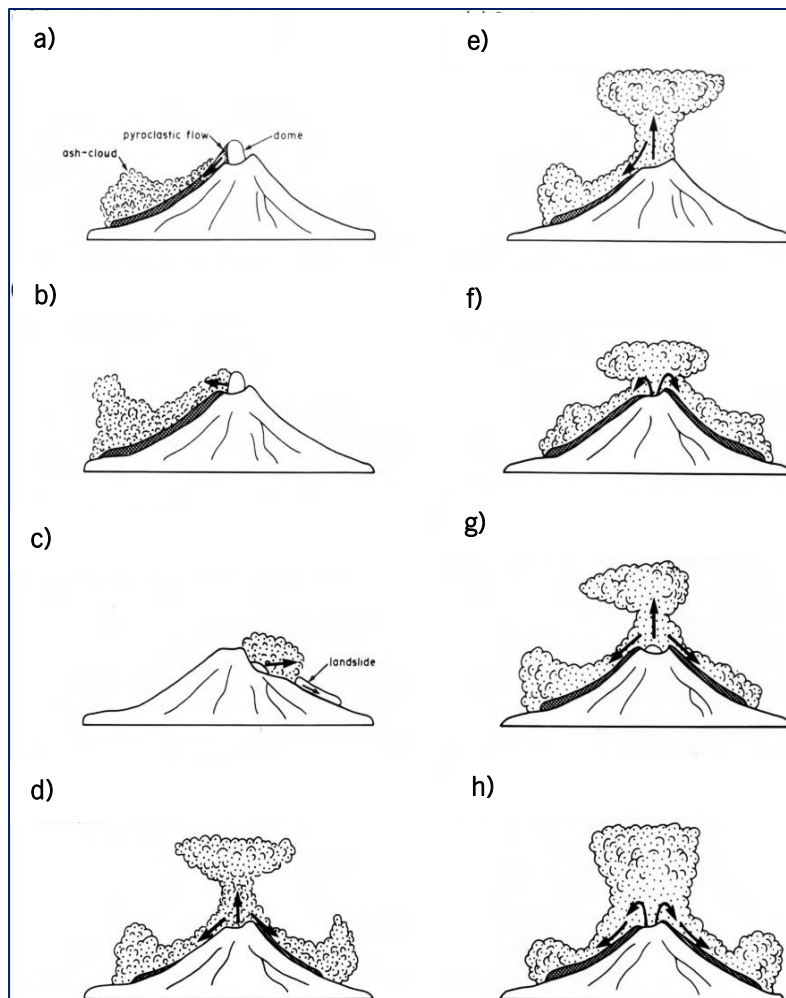 a)
pyroclastic flow
dome
ash-cloud
b)
c)
landslide
d)
e)
f)
g)
h)